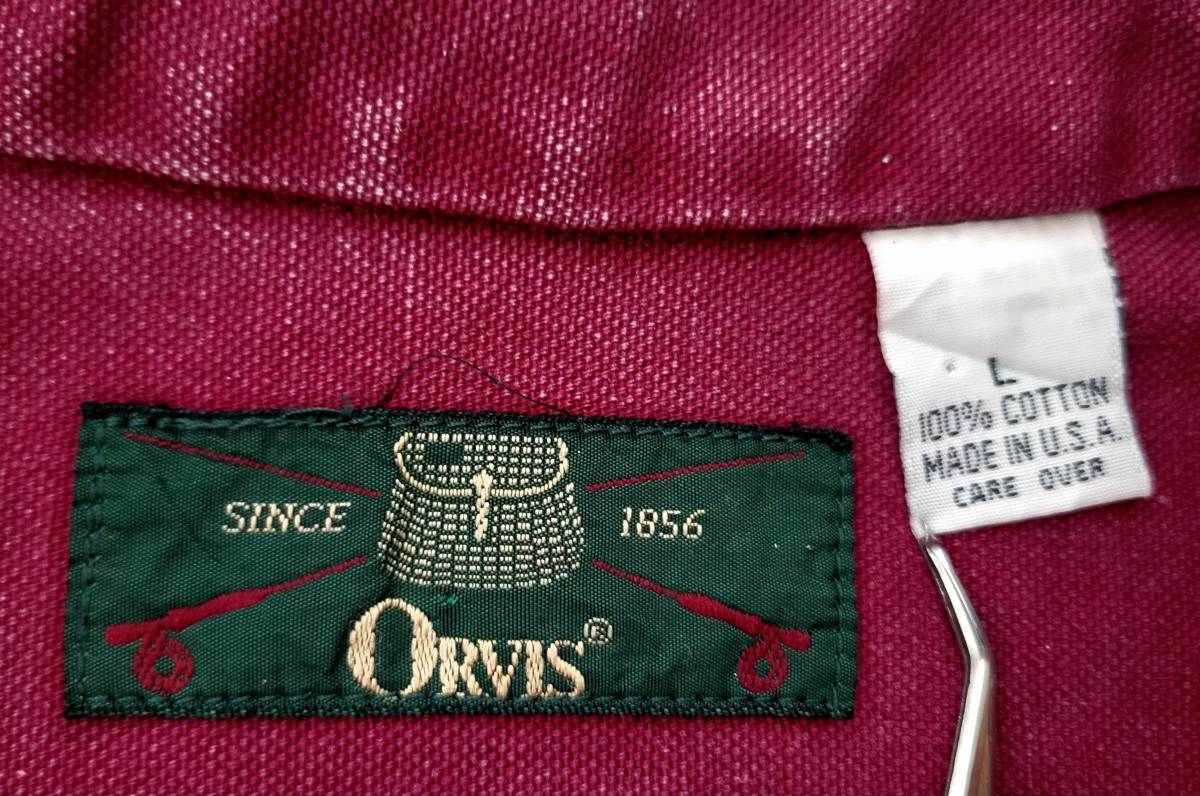 SINCE 1856
ORVIS®
L
100% COTTON
MADE IN U.S.A.
CARE OVER